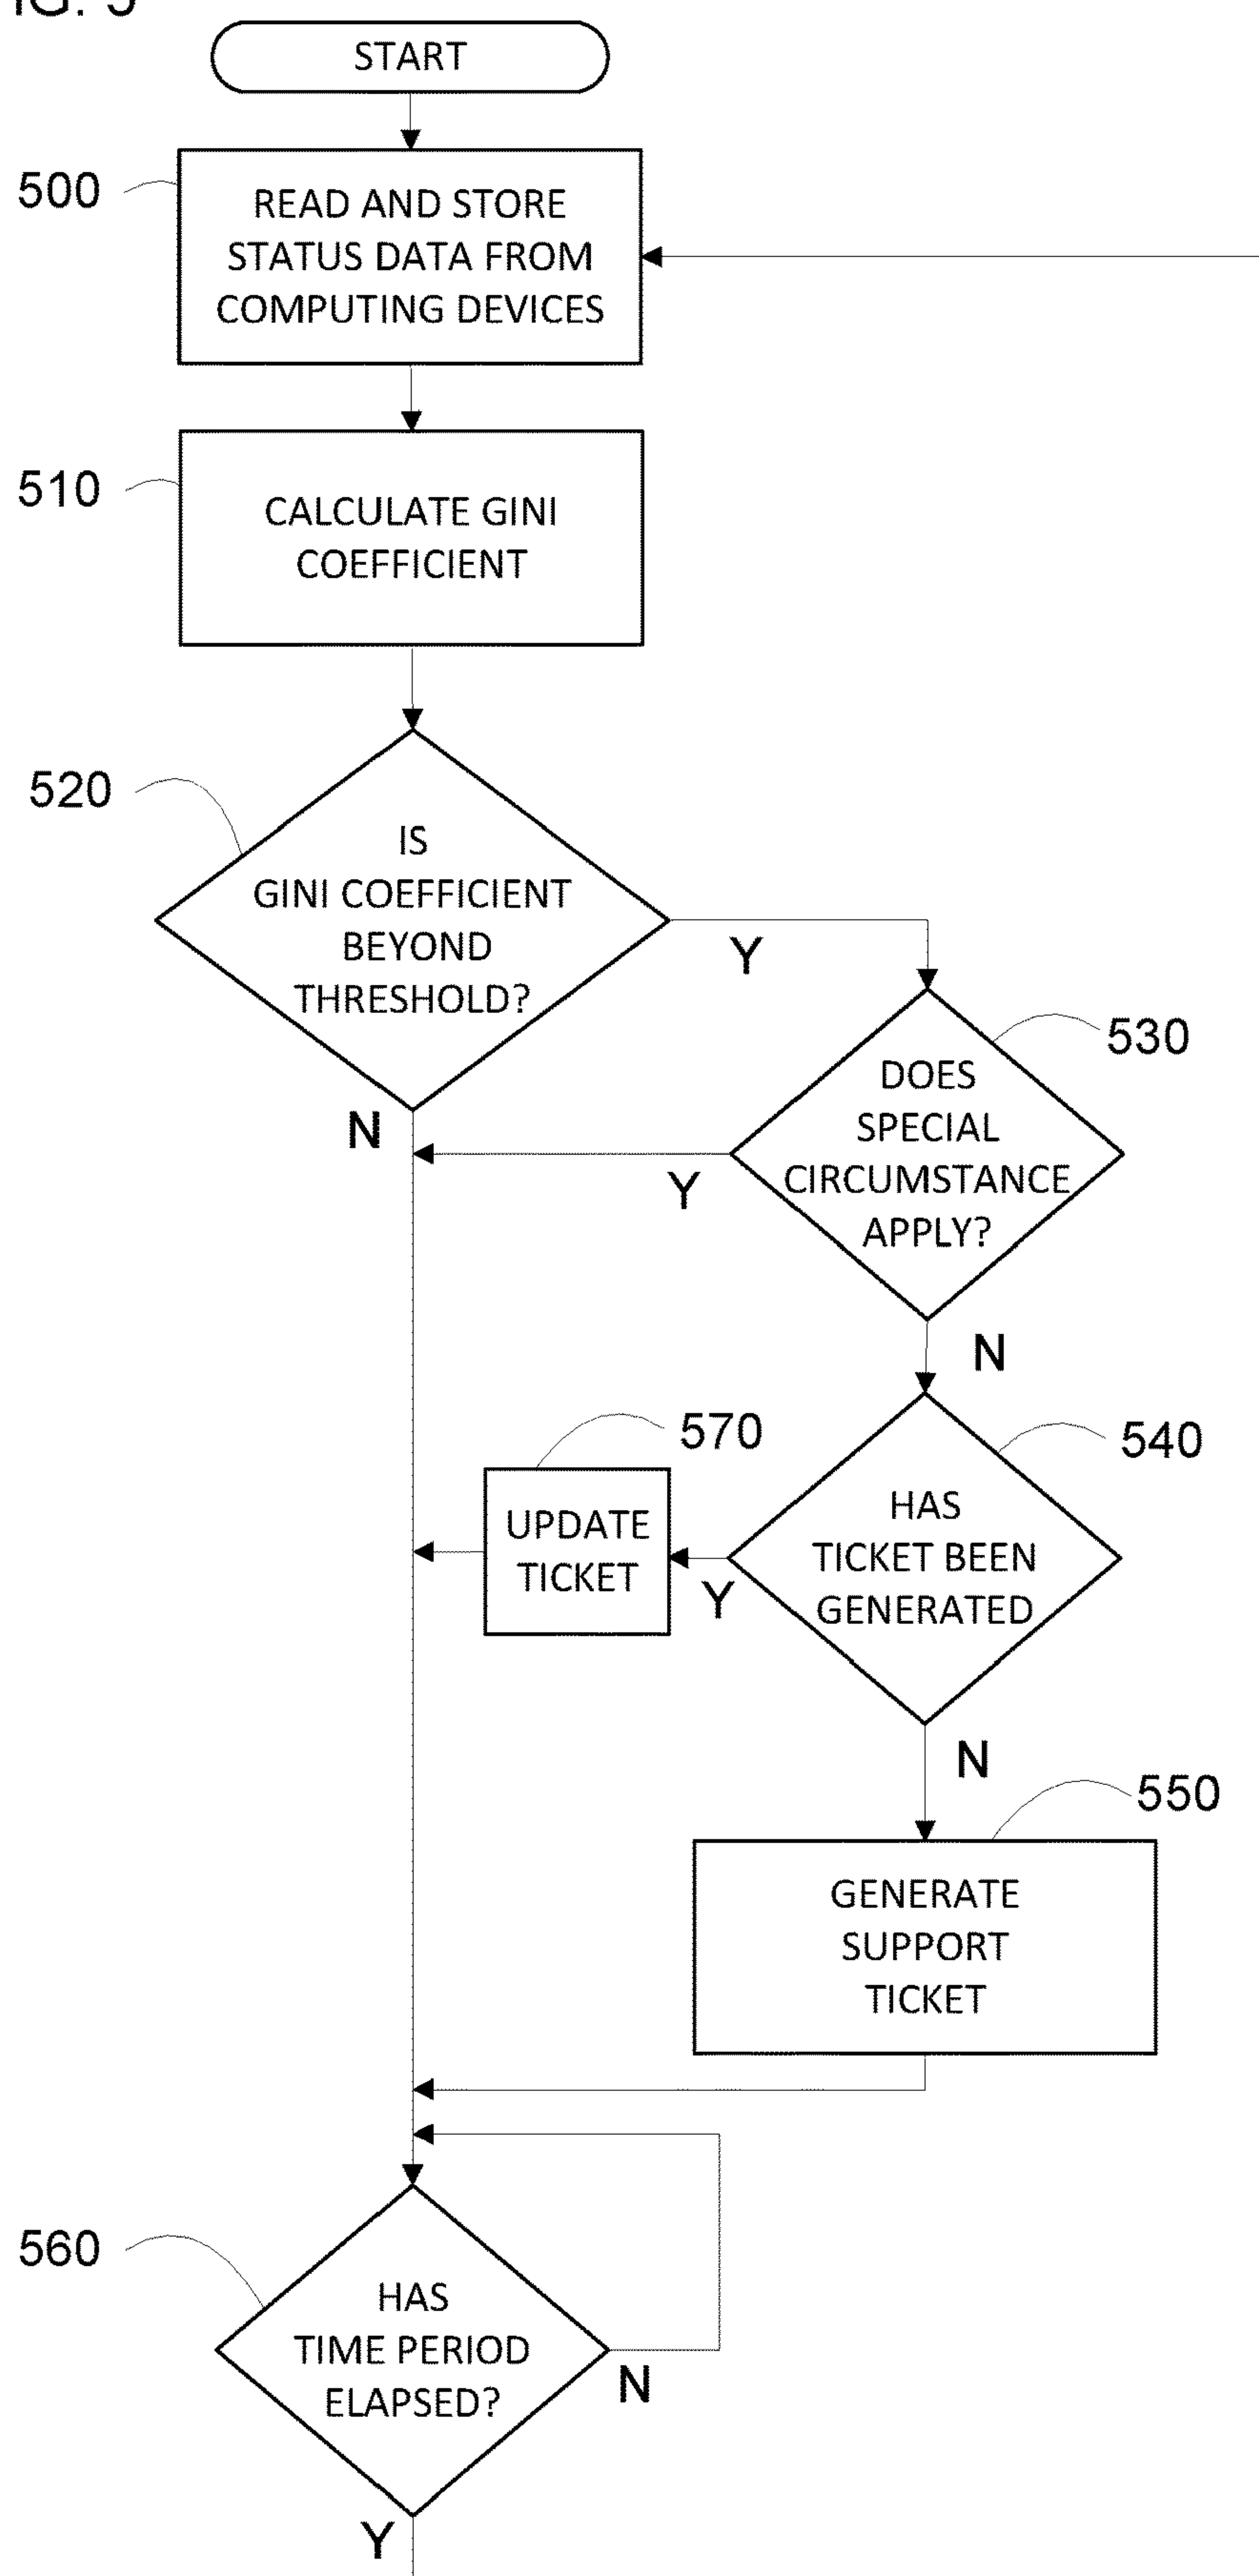 START
500
READ AND STORE
STATUS DATA FROM
COMPUTING DEVICES
510
CALCULATE GINI
COEFFICIENT
520
IS
GINI COEFFICIENT
BEYOND
THRESHOLD?
Y
N
530
DOES
SPECIAL
CIRCUMSTANCE
APPLY?
Y
N
540
HAS
TICKET BEEN
GENERATED
Y
N
570
UPDATE
TICKET
550
GENERATE
SUPPORT
TICKET
560
HAS
TIME PERIOD
ELAPSED?
N
Y